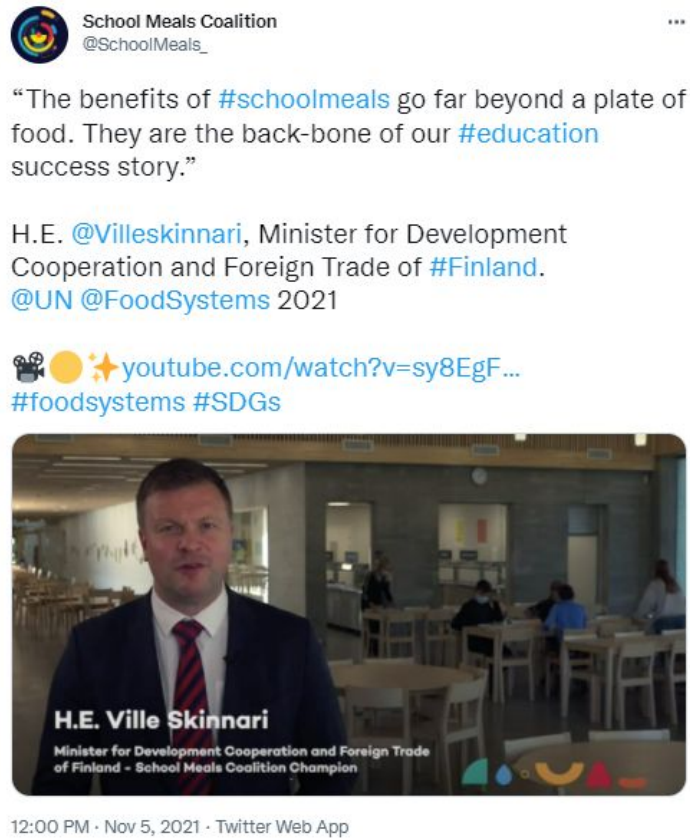 School Meals Coalition
@SchoolMeals_
“The benefits of #schoolmeals go far beyond a plate of
food. They are the back-bone of our #education
success story.”
H.E. @Villeskinnari, Minister for Development
Cooperation and Foreign Trade of #Finland.
@UN @FoodSystems 2021
youtube.com/watch?v=sy8EgF...
#foodsystems #SDGs
H.E. Ville Skinnari
Minister for Development Cooperation and Foreign Trade
of Finland - School Meals Coalition Champion
12:00 PM · Nov 5, 2021 · Twitter Web App